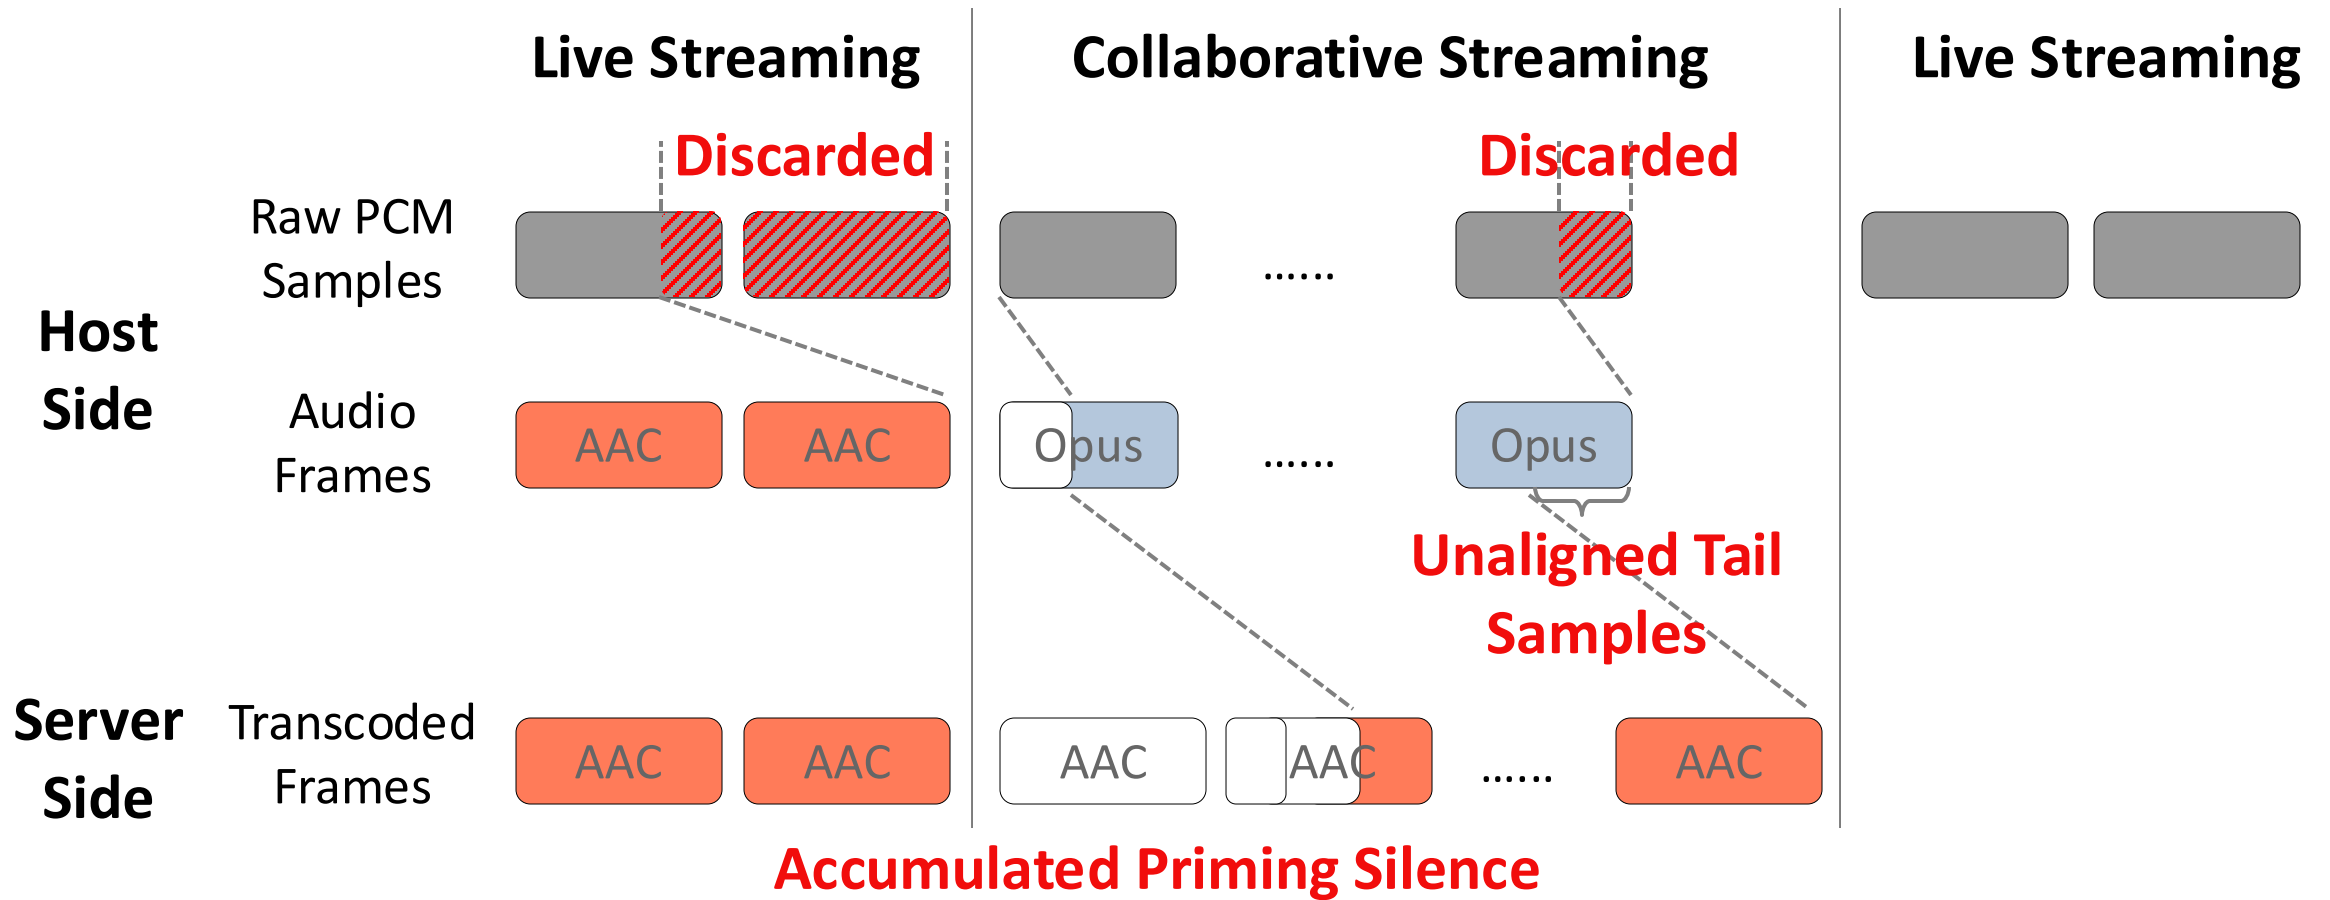 Live Streaming
Collaborative Streaming
Live Streaming
Discarded
Discarded
Raw PCM
Samples
......
Host
Side
Audio
Frames
AAC
AAC
Opus
......
Opus
Unaligned Tail
Samples
Server
Side
Transcoded
Frames
AAC
AAC
AAC
AAC
......
AAC
Accumulated Priming Silence